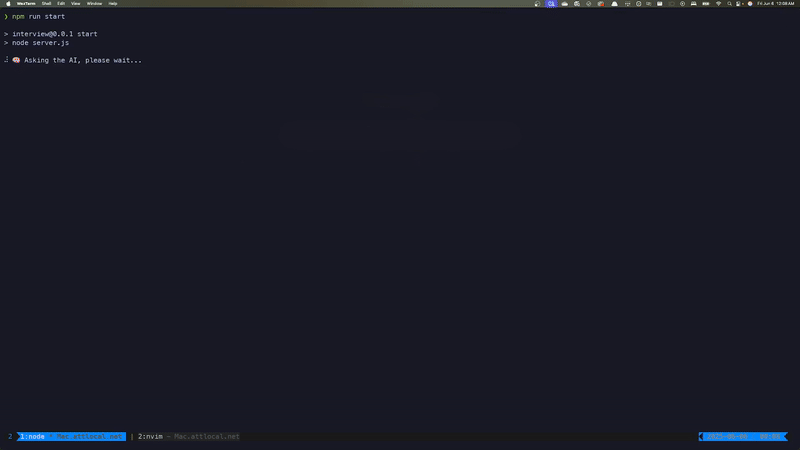 WezTerm Shell Edit View Window Help
Fri Jun 6 12:08 AM
❯ npm run start
> interview@0.0.1 start
> node server.js
Asking the AI, please wait...
2 1:node - Mac.attlocal.net | 2:nvim - Mac.attlocal.net
2025-06-06